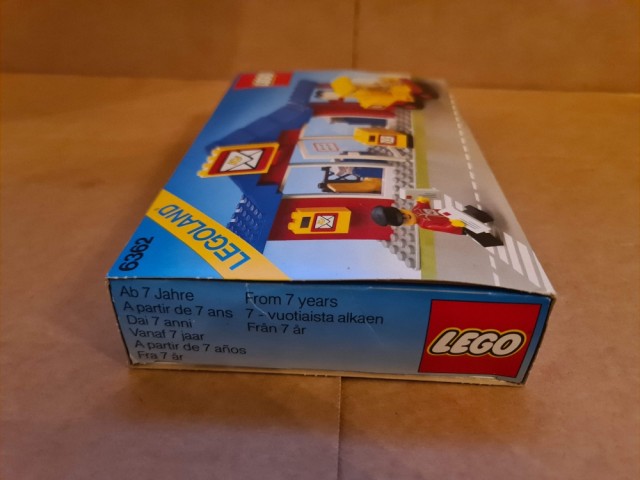 LEGO
LEGOLAND
6362
Ab 7 Jahre
A partir de 7 ans
Dai 7 anni
Vanaf 7 jaar
A partir de 7 años
Fra 7 år
From 7 years
7 - vuotiaista alkaen
Från 7 år
LEGO